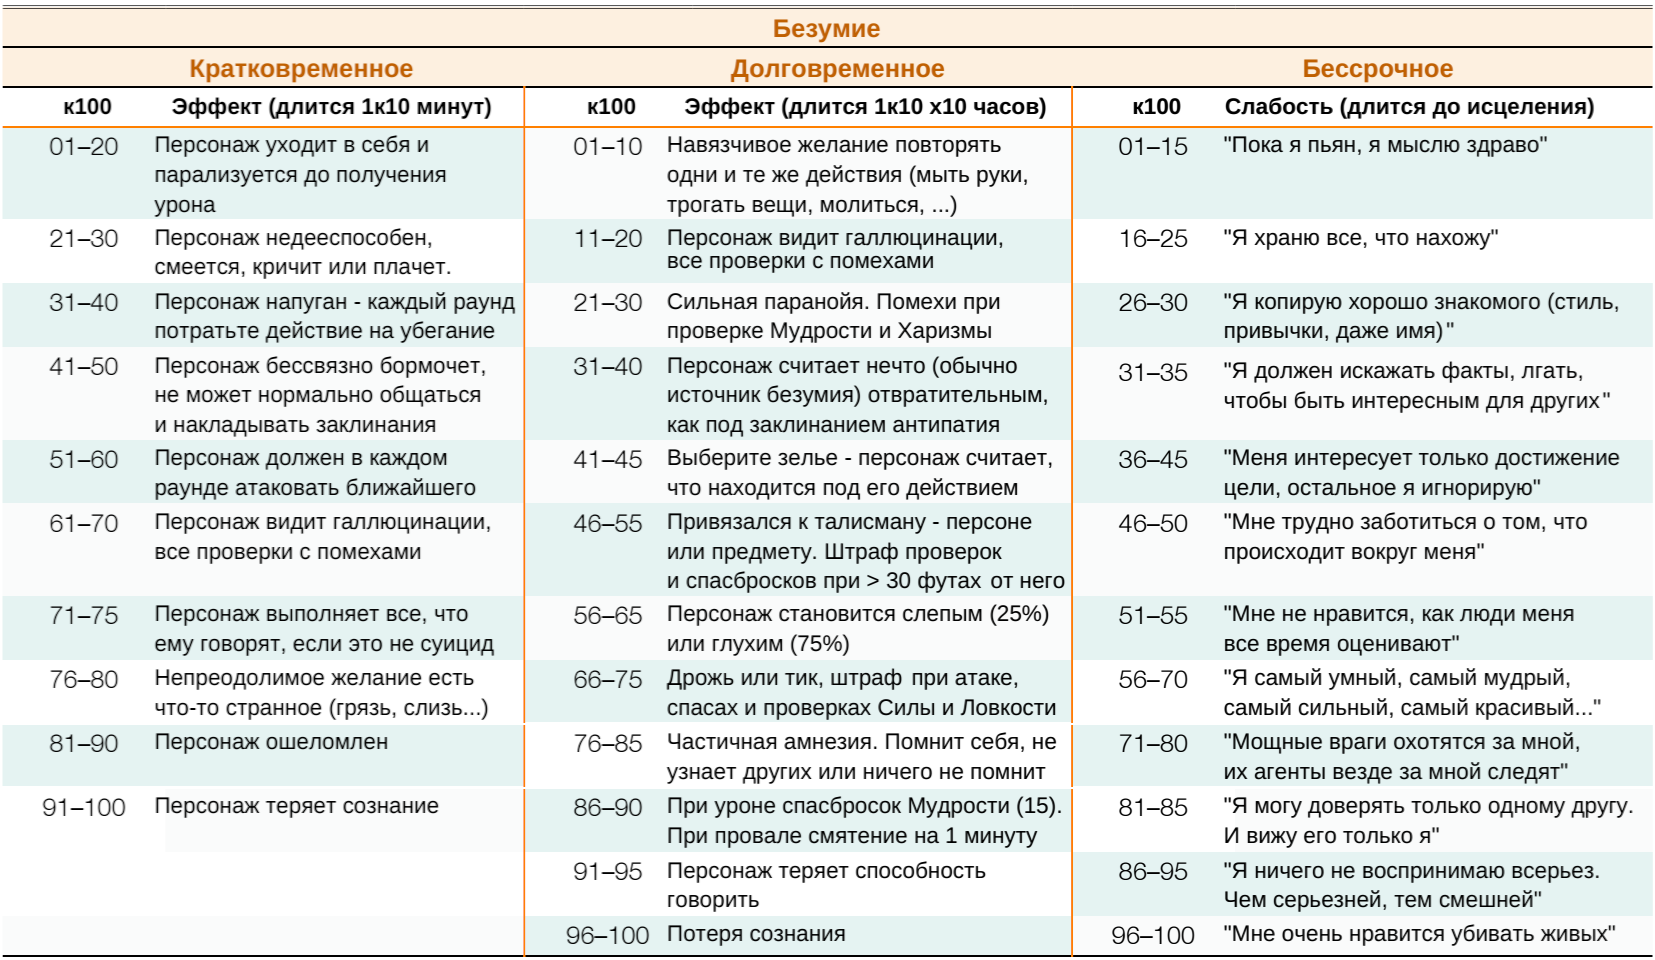 Безумие
Кратковременное
Долговременное
Бессрочное
к100 Эффект (длится 1к10 минут)
01–20 Персонаж уходит в себя и
парализуется до получения
урона
21–30 Персонаж недееспособен,
смеется, кричит или плачет.
31–40 Персонаж напуган - каждый раунд
потратьте действие на убегание
41–50 Персонаж бессвязно бормочет,
не может нормально общаться
и накладывать заклинания
51–60 Персонаж должен в каждом
раунде атаковать ближайшего
61–70 Персонаж видит галлюцинации,
все проверки с помехами
71–75 Персонаж выполняет все, что
ему говорят, если это не суицид
76–80 Непреодолимое желание есть
что-то странное (грязь, слизь...)
81–90 Персонаж ошеломлен
91–100 Персонаж теряет сознание
к100 Эффект (длится 1к10 x10 часов)
01–10 Навязчивое желание повторять
одни и те же действия (мыть руки,
трогать вещи, молиться, ...)
11–20 Персонаж видит галлюцинации,
все проверки с помехами
21–30 Сильная паранойя. Помехи при
проверке Мудрости и Харизмы
31–40 Персонаж считает нечто (обычно
источник безумия) отвратительным,
как под заклинанием антипатия
41–45 Выберите зелье - персонаж считает,
что находится под его действием
46–55 Привязался к талисману - персоне
или предмету. Штраф проверок
и спасбросков при > 30 футах от него
56–65 Персонаж становится слепым (25%)
или глухим (75%)
66–75 Дрожь или тик, штраф при атаке,
спасах и проверках Силы и Ловкости
76–85 Частичная амнезия. Помнит себя, не
узнает других или ничего не помнит
86–90 При уроне спасбросок Мудрости (15).
При провале смятение на 1 минуту
91–95 Персонаж теряет способность
говорить
96–100 Потеря сознания
к100 Слабость (длится до исцеления)
01–15 "Пока я пьян, я мыслю здраво"
16–25 "Я храню все, что нахожу"
26–30 "Я копирую хорошо знакомого (стиль,
привычки, даже имя)"
31–35 "Я должен искажать факты, лгать,
чтобы быть интересным для других"
36–45 "Меня интересует только достижение
цели, остальное я игнорирую"
46–50 "Мне трудно заботиться о том, что
происходит вокруг меня"
51–55 "Мне не нравится, как люди меня
все время оценивают"
56–70 "Я самый умный, самый мудрый,
самый сильный, самый красивый..."
71–80 "Мощные враги охотятся за мной,
их агенты везде за мной следят"
81–85 "Я могу доверять только одному другу.
И вижу его только я"
86–95 "Я ничего не воспринимаю всерьез.
Чем серьезней, тем смешней"
96–100 "Мне очень нравится убивать живых"